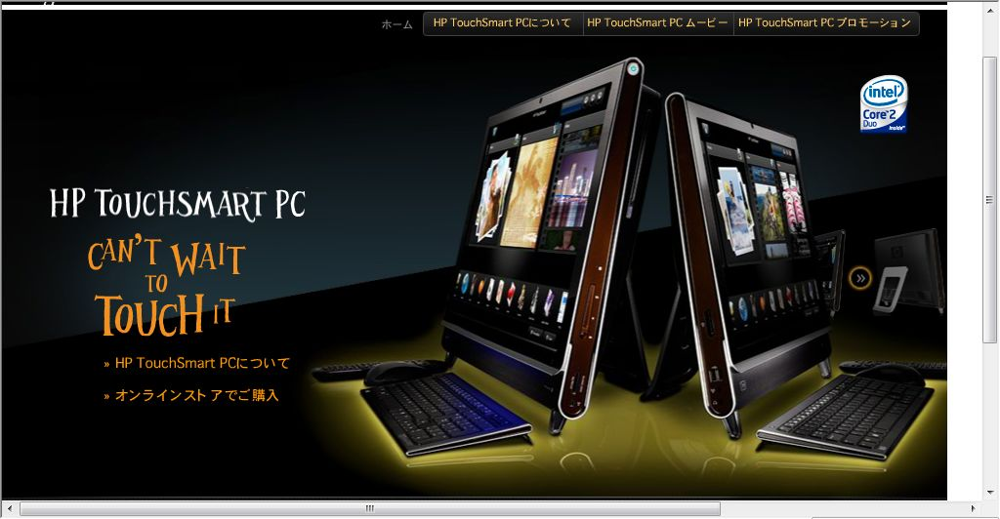 ホーム
HP TouchSmart PCについて
HP TouchSmart PC ムービー
HP TouchSmart PC プロモーション
intel
Core™2
Duo
inside™
HP TOUCHSMART PC
CAN'T WAIT
TO
TOUCH IT
» HP TouchSmart PCについて
» オンラインストアでご購入